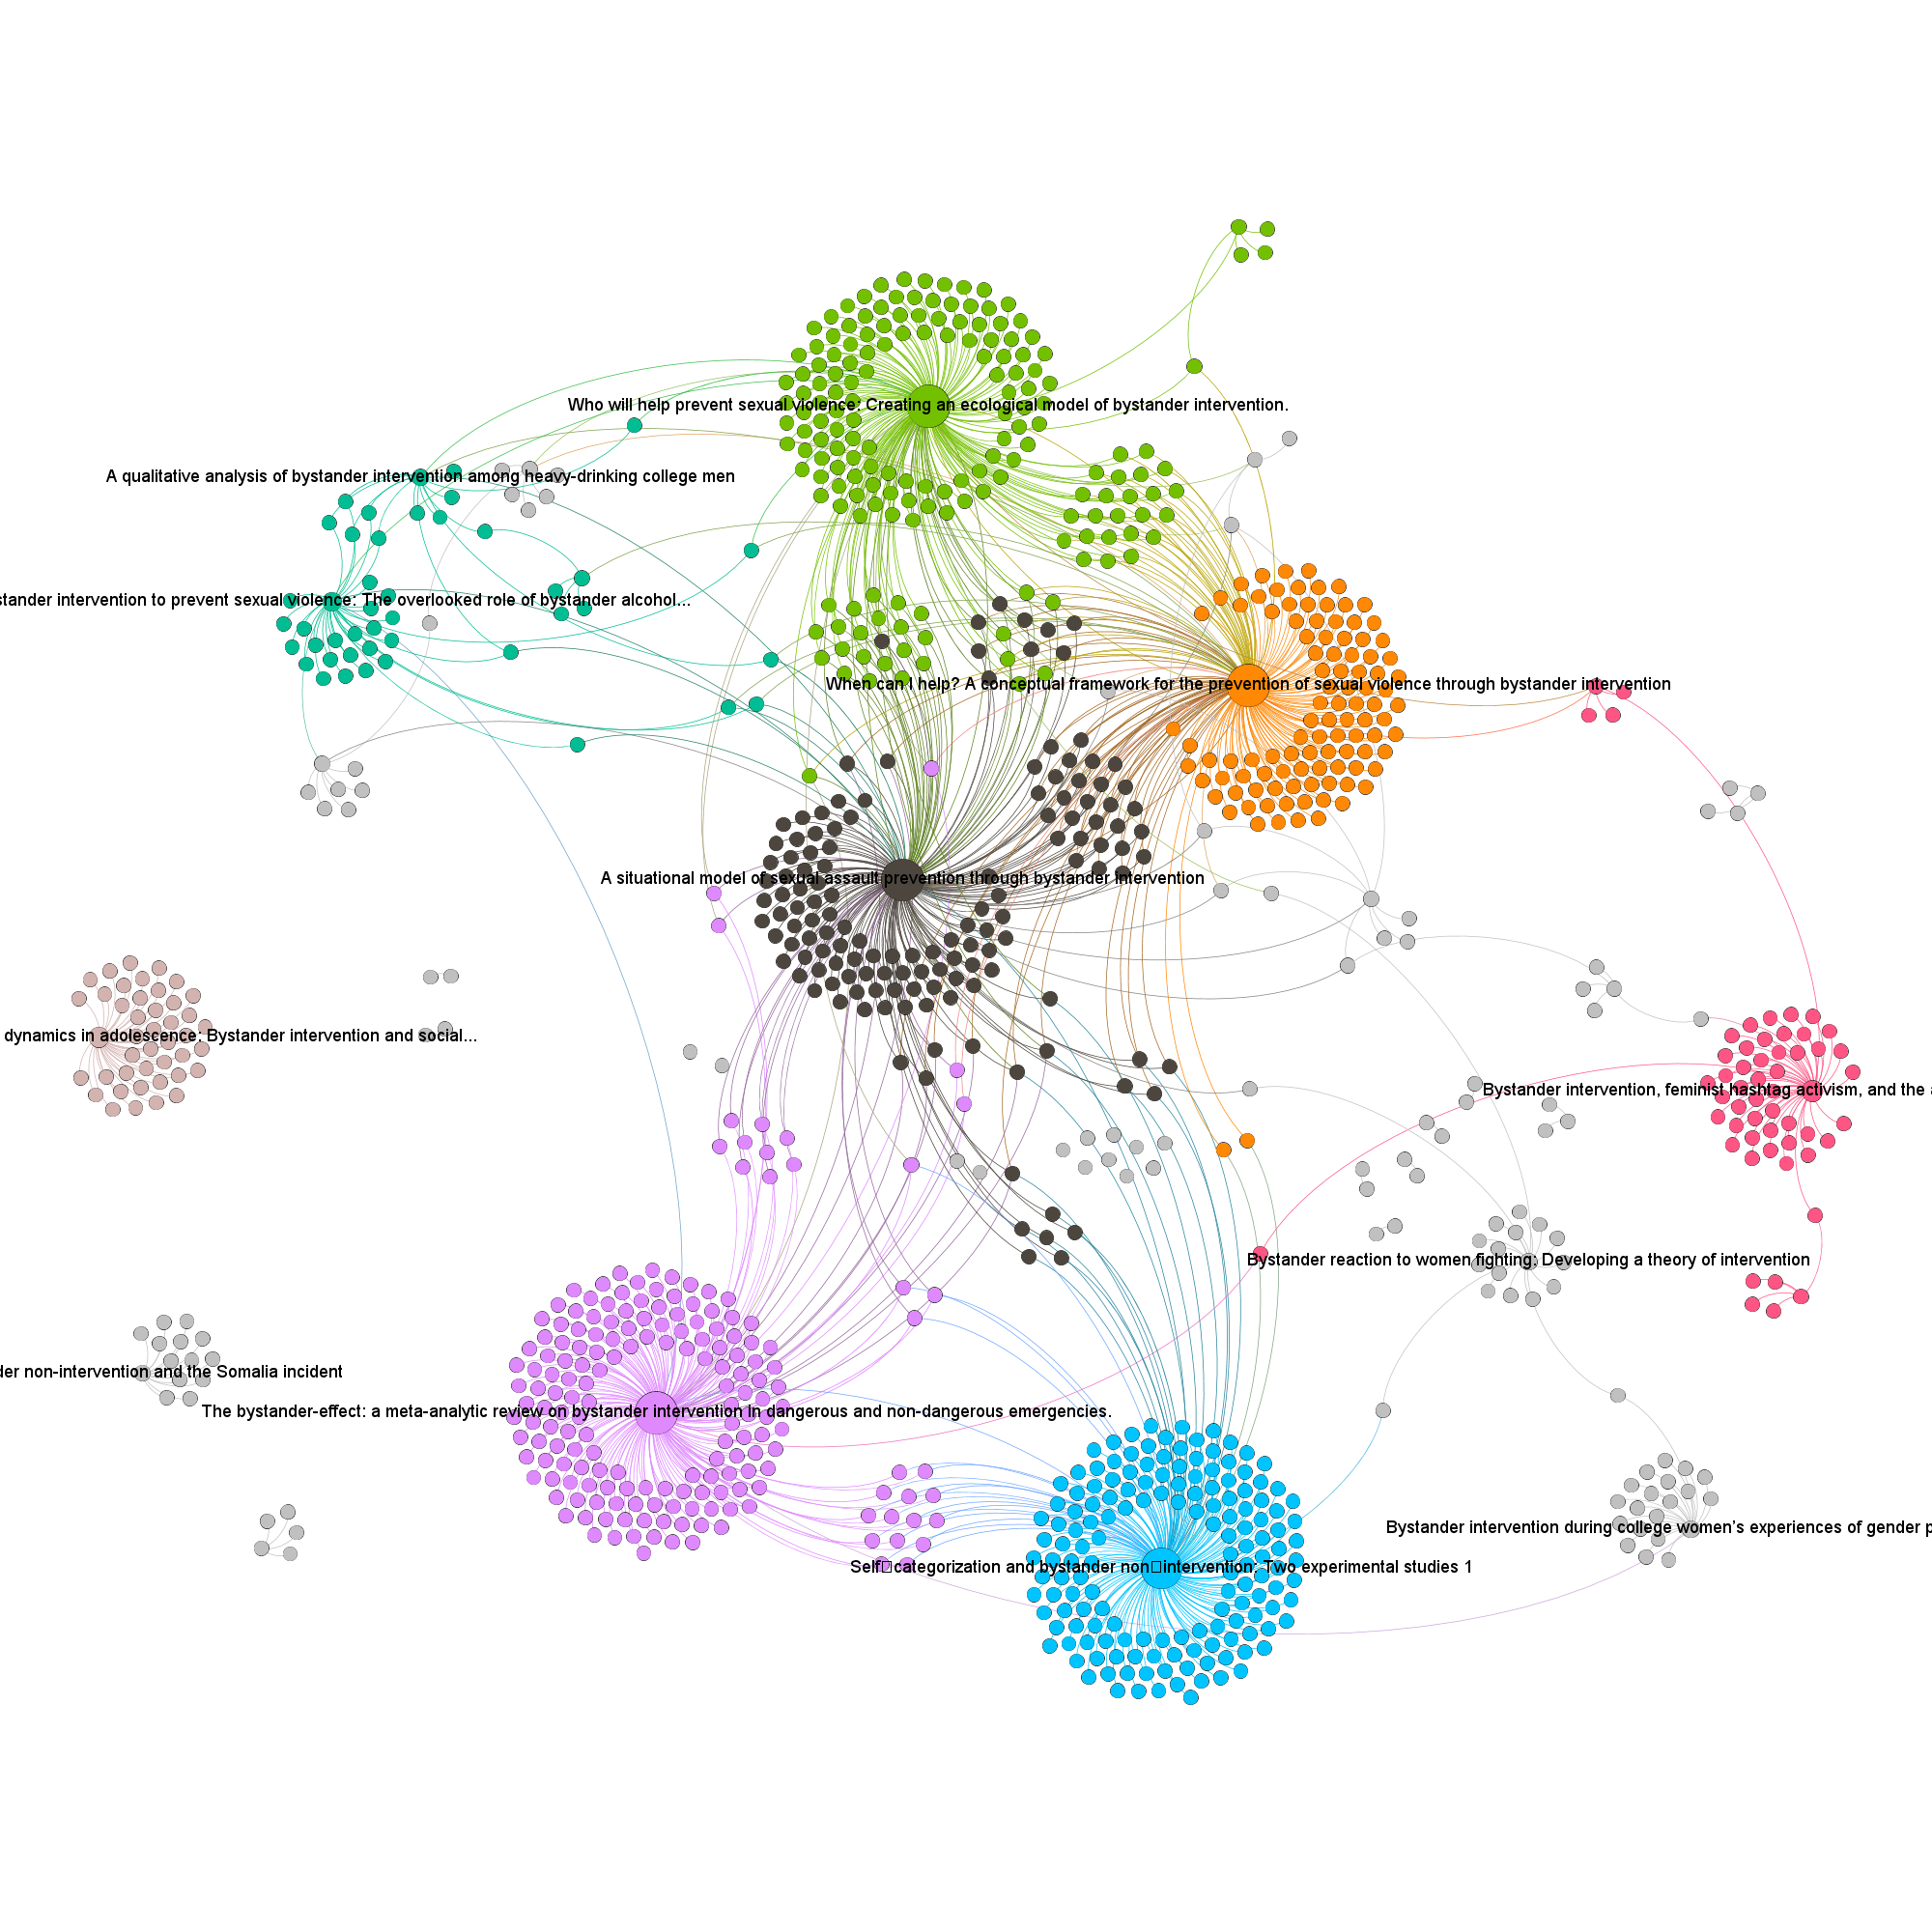 Who will help prevent sexual violence: Creating an ecological model of bystander intervention.
A qualitative analysis of bystander intervention among heavy-drinking college men
stander intervention to prevent sexual violence: The overlooked role of bystander alcohol...
When can I help? A conceptual framework for the prevention of sexual violence through bystander intervention
A situational model of sexual assault prevention through bystander intervention
dynamics in adolescence: Bystander intervention and social...
Bystander intervention, feminist hashtag activism, and the
Bystander reaction to women fighting: Developing a theory of intervention
der non-intervention and the Somalia incident
The bystander-effect: a meta-analytic review on bystander intervention in dangerous and non-dangerous emergencies.
Bystander intervention during college women's experiences of gender p
Self□categorization and bystander non□intervention: Two experimental studies 1